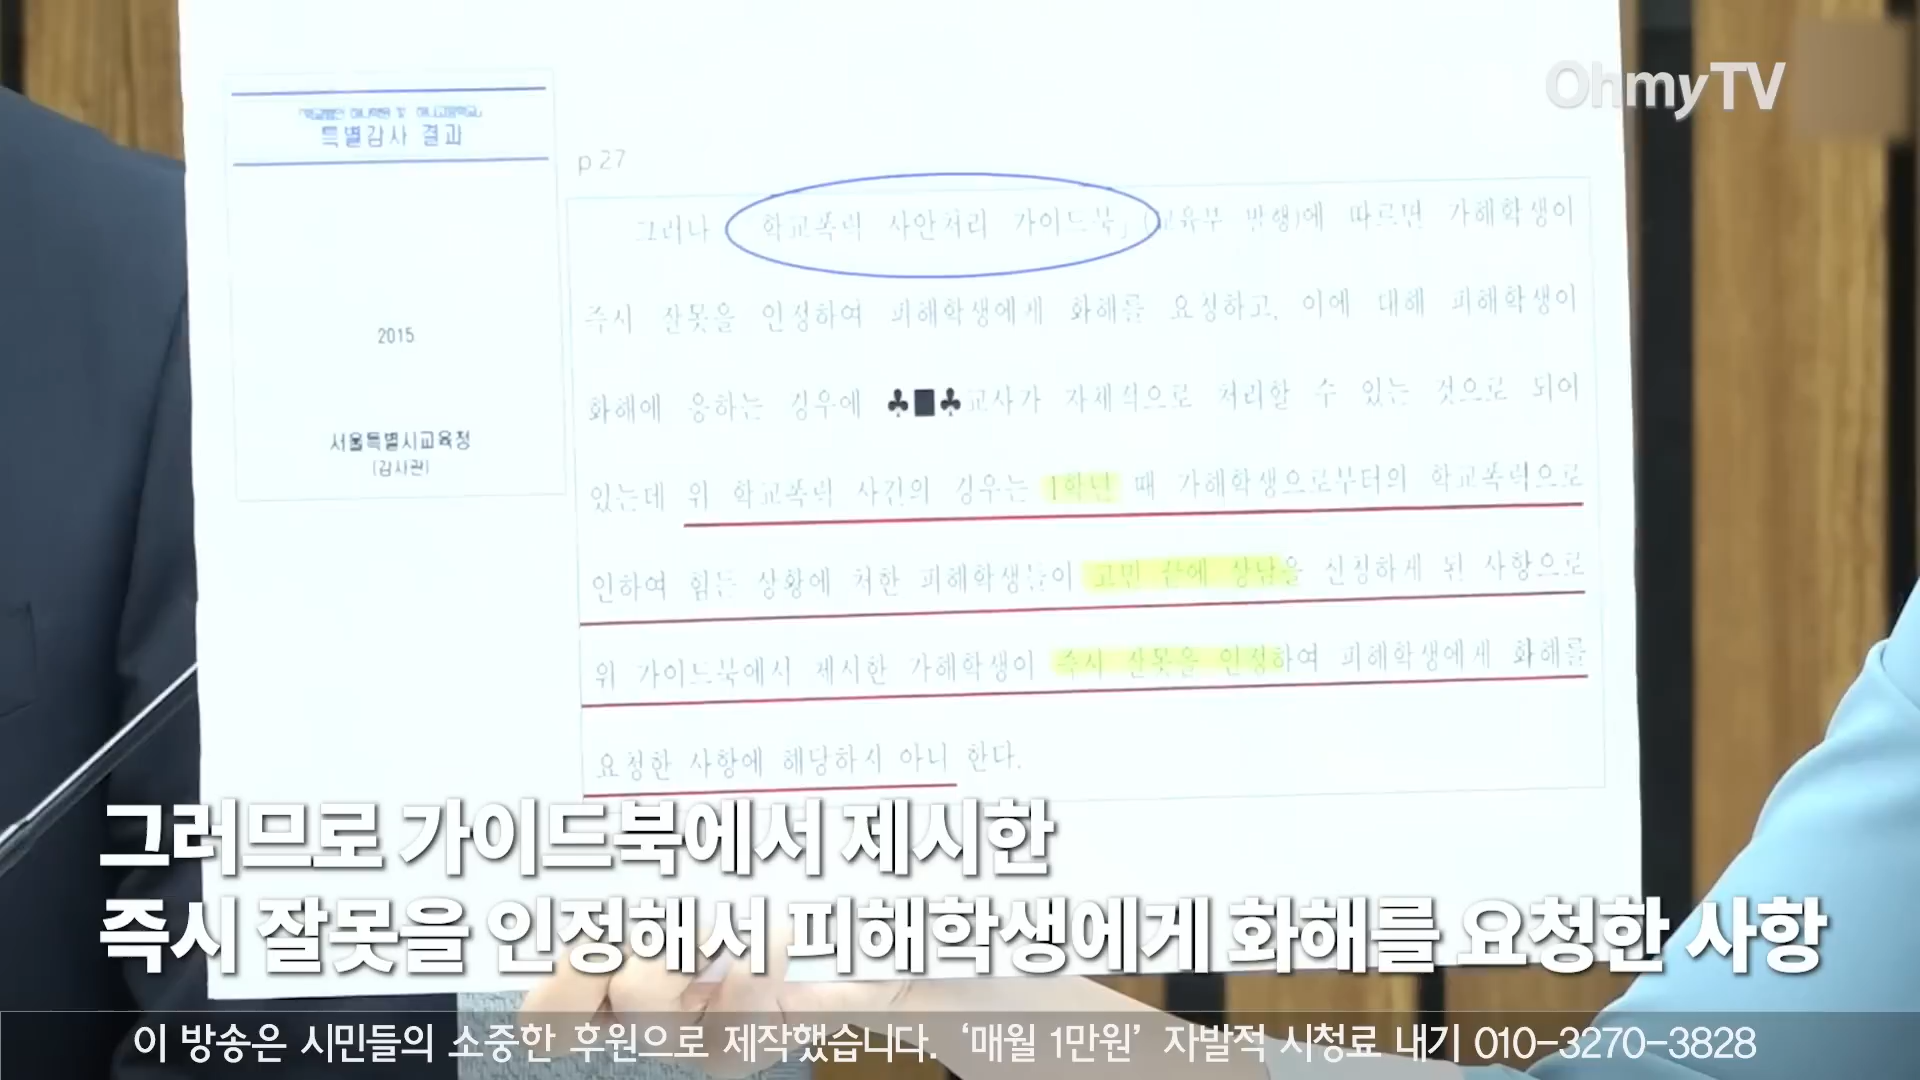 OhmyTV
특별감사 결과
2015
서울특별시교육청
(감사관)
p 27
그러나 「학교폭력 사안처리 가이드북」(교육부 발행)에 따르면 가해학생이
즉시 잘못을 인정하여 피해학생에게 화해를 요청하고, 이에 대해 피해학생이
화해에 응하는 경우에 ♣■♣교사가 자체적으로 처리할 수 있는 것으로 되어
있는데 위 학교폭력 사건의 경우는 1학년 때 가해학생으로부터의 학교폭력으로
인하여 힘든 상황에 처한 피해학생들이 고민 끝에 상담을 신청하게 된 사항으로
위 가이드북에서 제시한 가해학생이 즉시 잘못을 인정하여 피해학생에게 화해를
요청한 사항에 해당하지 아니 한다.
그러므로 가이드북에서 제시한
즉시 잘못을 인정해서 피해학생에게 화해를 요청한 사항
이 방송은 시민들의 소중한 후원으로 제작했습니다. ‘매월 1만원’ 자발적 시청료 내기 010-3270-3828